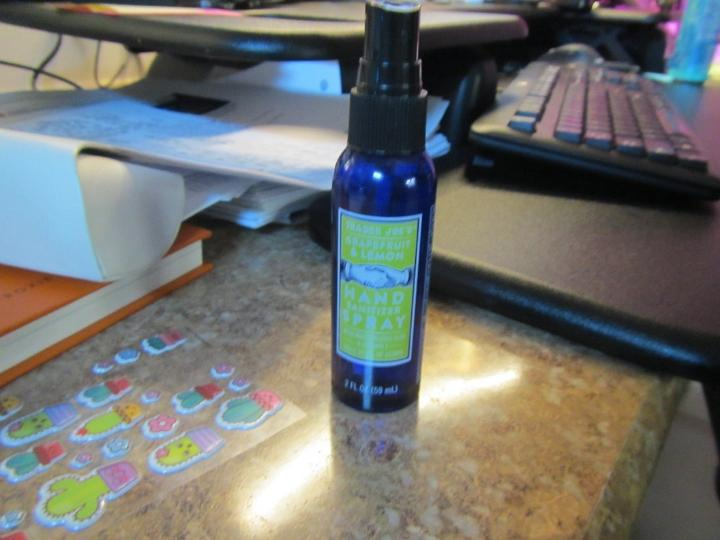 TRADER JOE'S
GRAPEFRUIT
& LEMON
HAND
SANITIZER
SPRAY
2 FL OZ (59 mL)